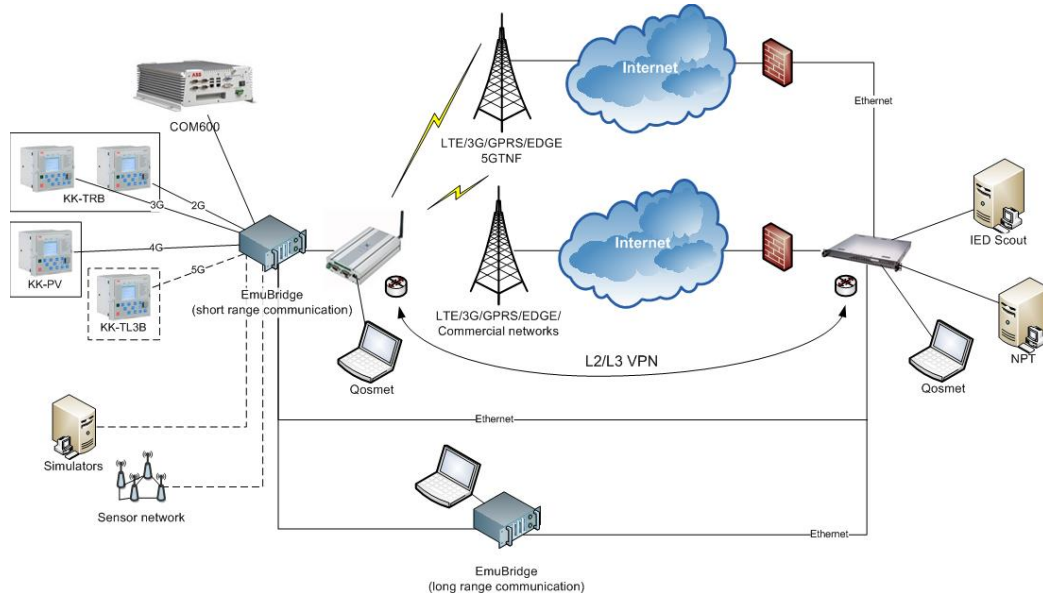 Internet
Ethernet
COM600
LTE/3G/GPRS/EDGE
5GTNF
KK-TRB
3G
2G
Internet
IED Scout
4G
KK-PV
5G
KK-TL3B
EmuBridge
(short range communication)
LTE/3G/GPRS/EDGE/
Commercial networks
L2/L3 VPN
NPT
Qosmet
Qosmet
Ethernet
Simulators
Sensor network
Ethernet
EmuBridge
(long range communication)
ABB